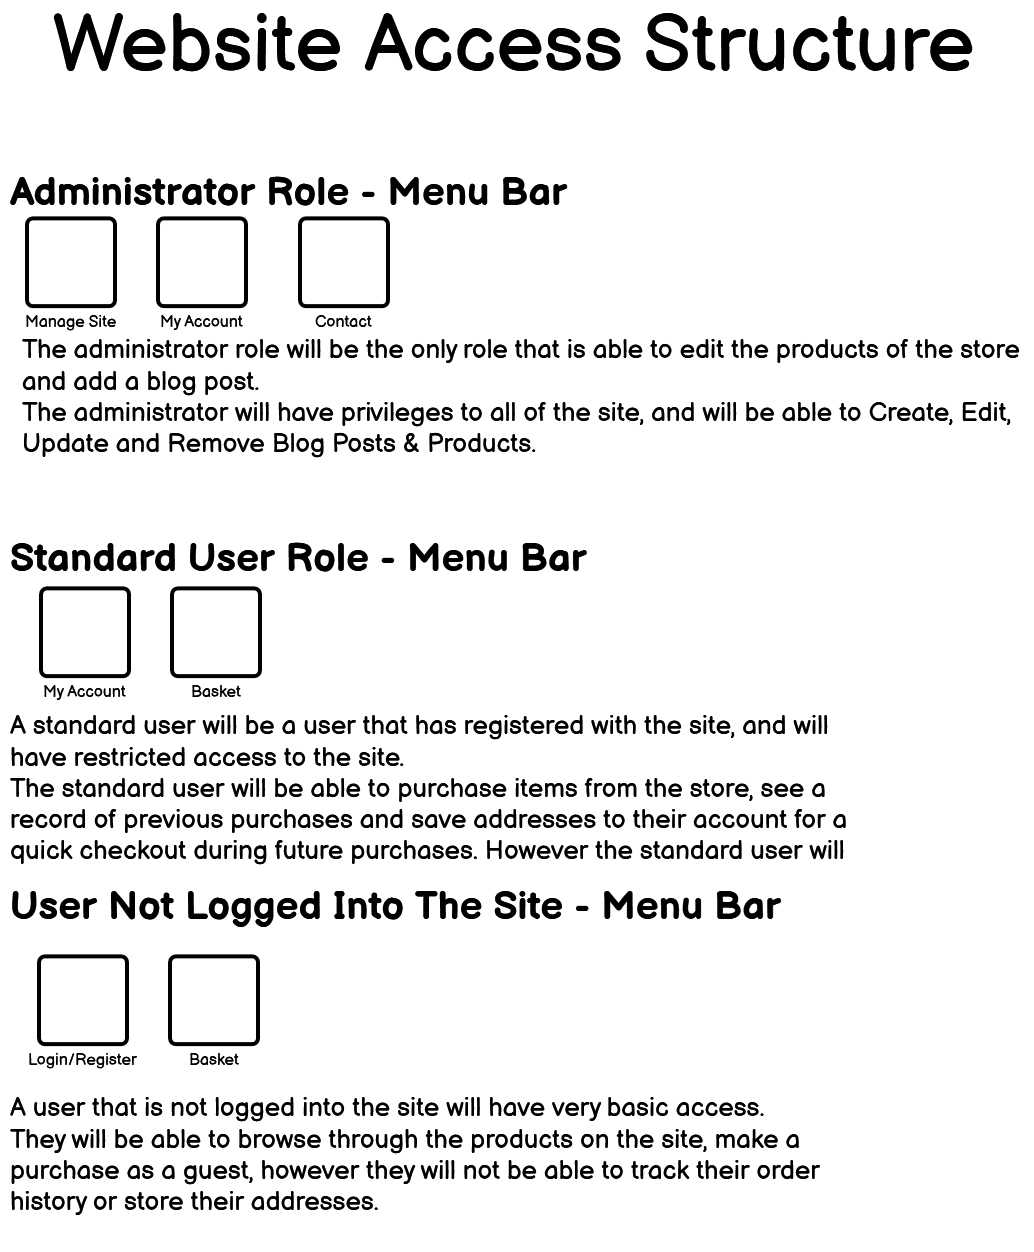 Website Access Structure
Administrator Role - Menu Bar
Manage Site My Account Contact
The administrator role will be the only role that is able to edit the products of the store
and add a blog post.
The administrator will have privileges to all of the site, and will be able to Create, Edit,
Update and Remove Blog Posts & Products.
Standard User Role - Menu Bar
My Account Basket
A standard user will be a user that has registered with the site, and will
have restricted access to the site.
The standard user will be able to purchase items from the store, see a
record of previous purchases and save addresses to their account for a
quick checkout during future purchases. However the standard user will
User Not Logged Into The Site - Menu Bar
Login/Register Basket
A user that is not logged into the site will have very basic access.
They will be able to browse through the products on the site, make a
purchase as a guest, however they will not be able to track their order
history or store their addresses.